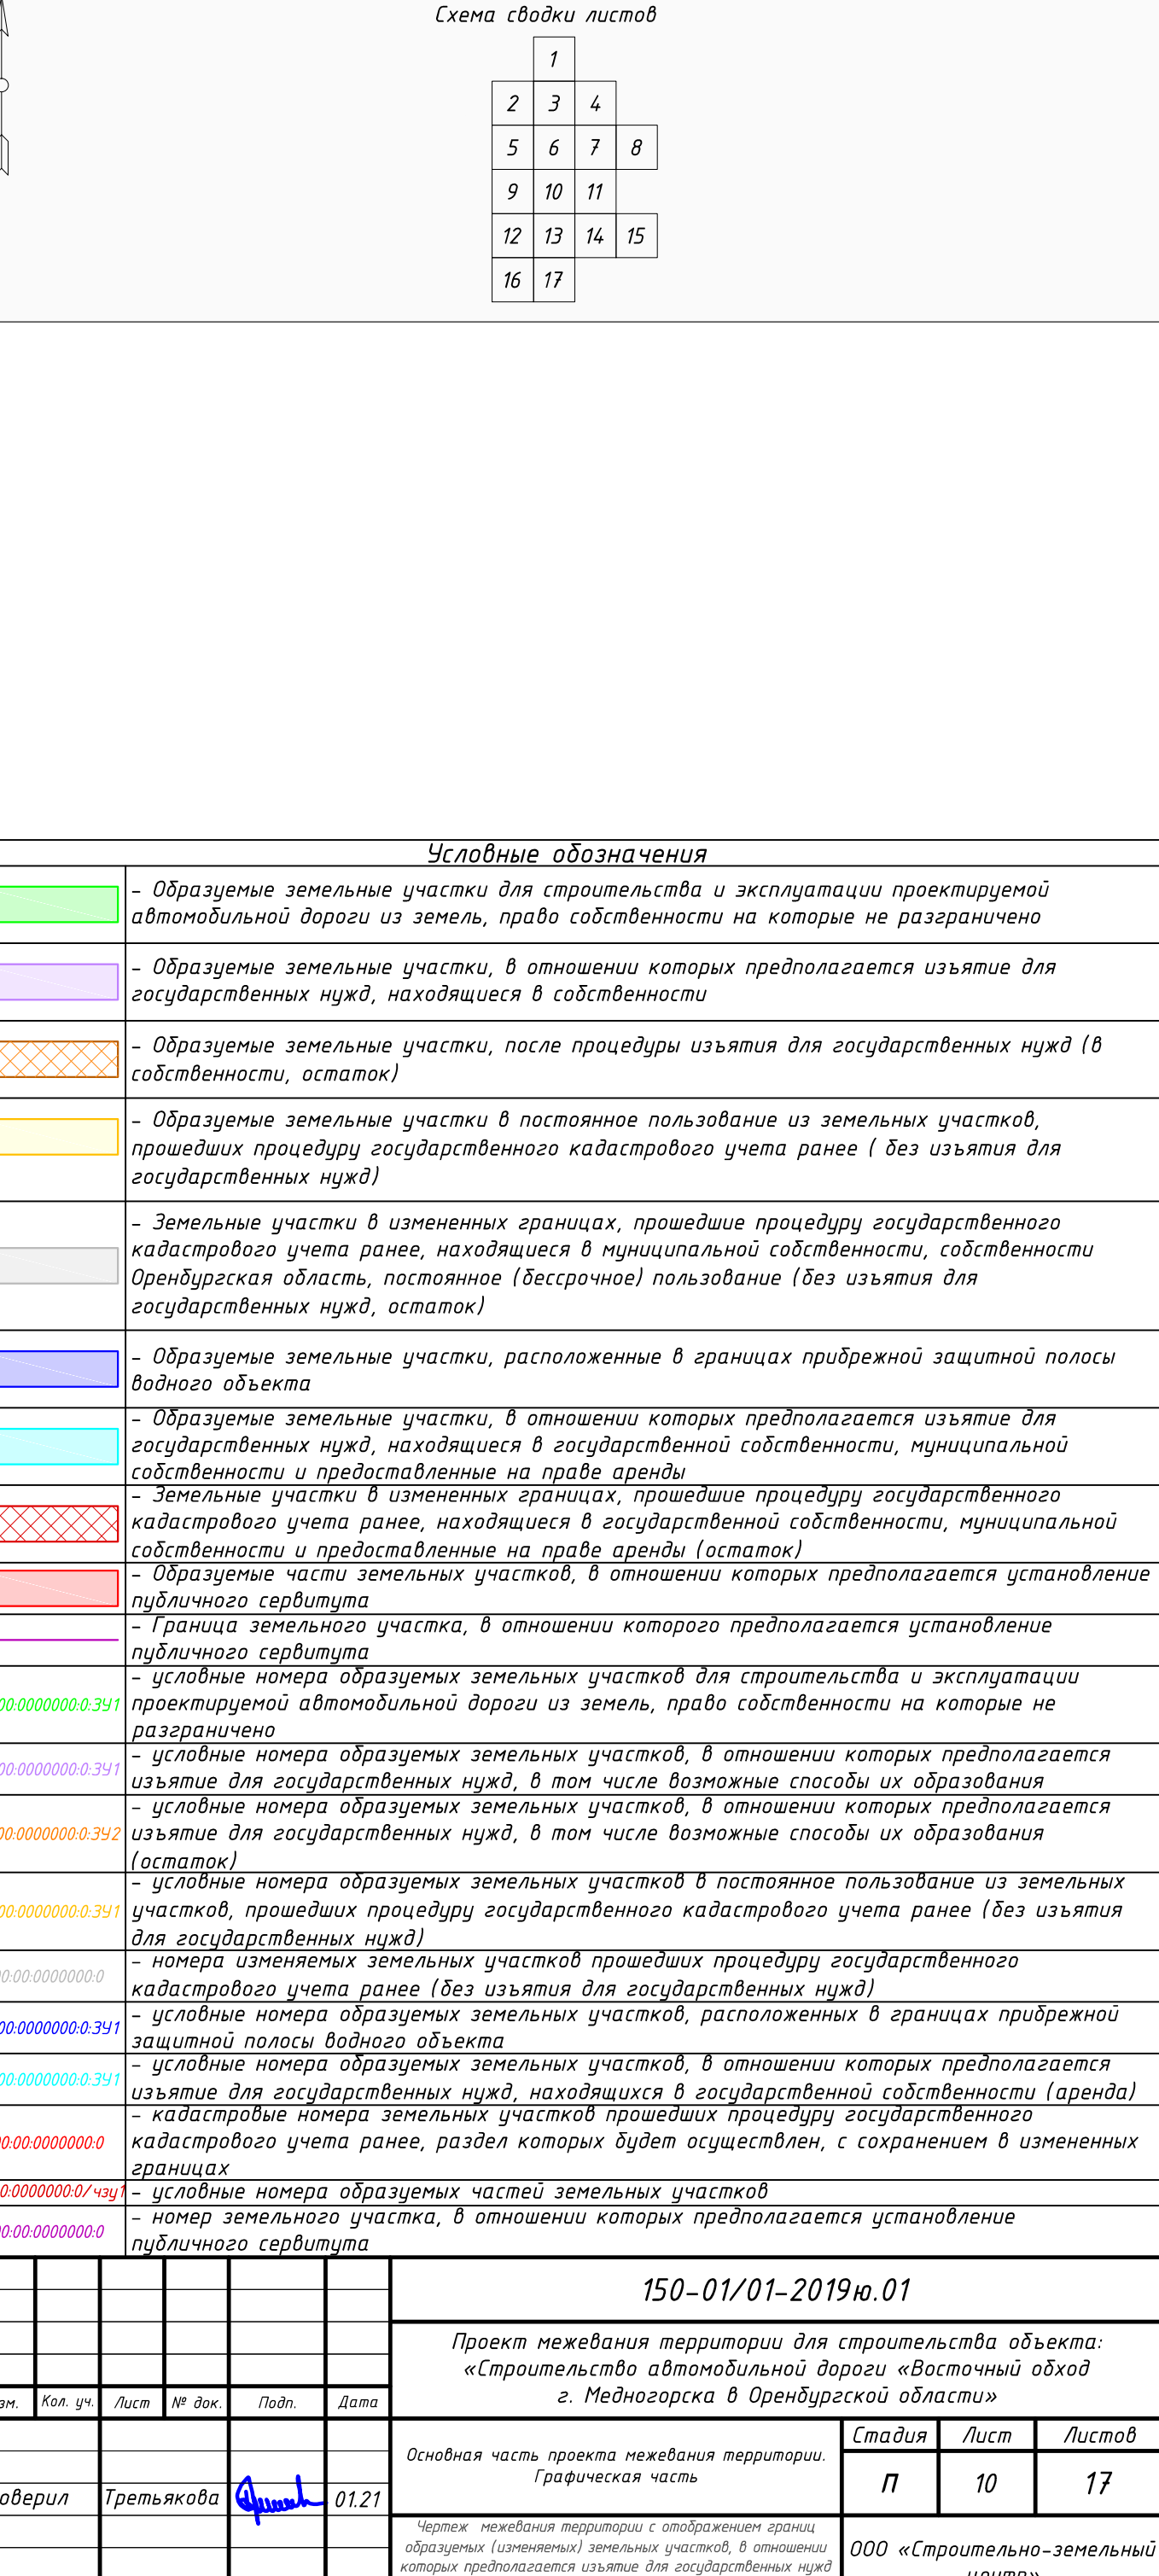 Схема сводки листов
1
2 3 4
5 6 7 8
9 10 11
12 13 14 15
16 17
Условные обозначения
- Образуемые земельные участки для строительства и эксплуатации проектируемой
автомобильной дороги из земель, право собственности на которые не разграничено
- Образуемые земельные участки, в отношении которых предполагается изъятие для
государственных нужд, находящиеся в собственности
- Образуемые земельные участки, после процедуры изъятия для государственных нужд (в
собственности, остаток)
- Образуемые земельные участки в постоянное пользование из земельных участков,
прошедших процедуру государственного кадастрового учета ранее ( без изъятия для
государственных нужд)
- Земельные участки в измененных границах, прошедшие процедуру государственного
кадастрового учета ранее, находящиеся в муниципальной собственности, собственности
Оренбургская область, постоянное (бессрочное) пользование (без изъятия для
государственных нужд, остаток)
- Образуемые земельные участки, расположенные в границах прибрежной защитной полосы
водного объекта
- Образуемые земельные участки, в отношении которых предполагается изъятие для
государственных нужд, находящиеся в государственной собственности, муниципальной
собственности и предоставленные на праве аренды
- Земельные участки в измененных границах, прошедшие процедуру государственного
кадастрового учета ранее, находящиеся в государственной собственности, муниципальной
собственности и предоставленные на праве аренды (остаток)
- Образуемые части земельных участков, в отношении которых предполагается установление
публичного сервитута
- Граница земельного участка, в отношении которого предполагается установление
публичного сервитута
- условные номера образуемых земельных участков для строительства и эксплуатации
00:0000000:0:ЗУ1 проектируемой автомобильной дороги из земель, право собственности на которые не
разграничено
- условные номера образуемых земельных участков, в отношении которых предполагается
00:0000000:0:ЗУ1 изъятие для государственных нужд, в том числе возможные способы их образования
- условные номера образуемых земельных участков, в отношении которых предполагается
00:0000000:0:ЗУ2 изъятие для государственных нужд, в том числе возможные способы их образования
(остаток)
- условные номера образуемых земельных участков в постоянное пользование из земельных
00:0000000:0:ЗУ1 участков, прошедших процедуру государственного кадастрового учета ранее (без изъятия
для государственных нужд)
- номера изменяемых земельных участков прошедших процедуру государственного
0:00:0000000:0 кадастрового учета ранее (без изъятия для государственных нужд)
- условные номера образуемых земельных участков, расположенных в границах прибрежной
00:0000000:0:ЗУ1 защитной полосы водного объекта
- условные номера образуемых земельных участков, в отношении которых предполагается
00:0000000:0:ЗУ1 изъятие для государственных нужд, находящихся в государственной собственности (аренда)
- кадастровые номера земельных участков прошедших процедуру государственного
0:00:0000000:0 кадастрового учета ранее, раздел которых будет осуществлен, с сохранением в измененных
границах
0:0000000:0/чзу1 - условные номера образуемых частей земельных участков
- номер земельного участка, в отношении которых предполагается установление
0:00:0000000:0 публичного сервитута
150-01/01-2019ю.01
Проект межевания территории для строительства объекта:
«Строительство автомобильной дороги «Восточный обход
г. Медногорска в Оренбургской области»
зм. Кол. уч. Лист № док. Подп. Дата
Основная часть проекта межевания территории.
Графическая часть
Стадия Лист Листов
П 10 17
оверил Третьякова 01.21
Чертеж межевания территории с отображением границ
образуемых (изменяемых) земельных участков, в отношении
которых предполагается изъятие для государственных нужд
ООО «Строительно-земельный
центр»